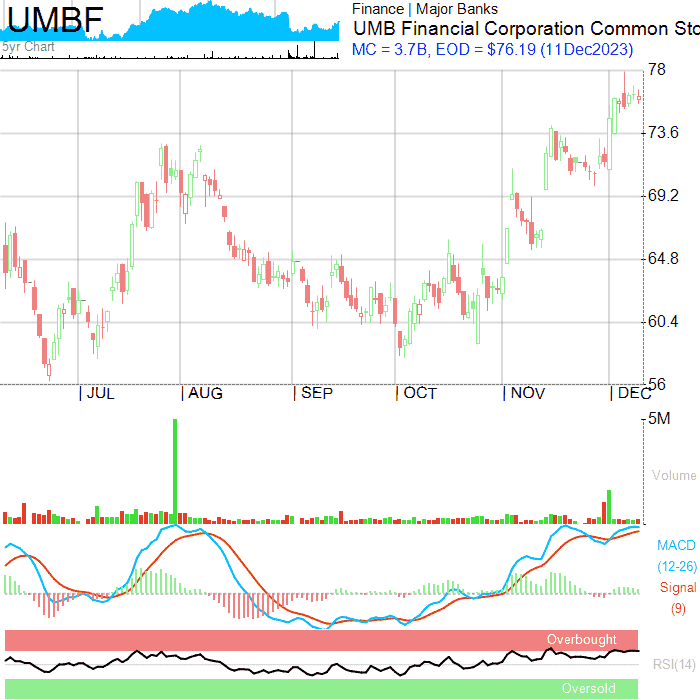 UMBF
5yr Chart
Finance | Major Banks
UMB Financial Corporation Common Sto
MC = 3.7B, EOD = $76.19 (11Dec2023)
78
73.6
69.2
64.8
60.4
56
| JUL | AUG | SEP | OCT | NOV | DEC
5M
Volume
MACD
(12-26)
Signal
(9)
Overbought
RSI(14)
Oversold